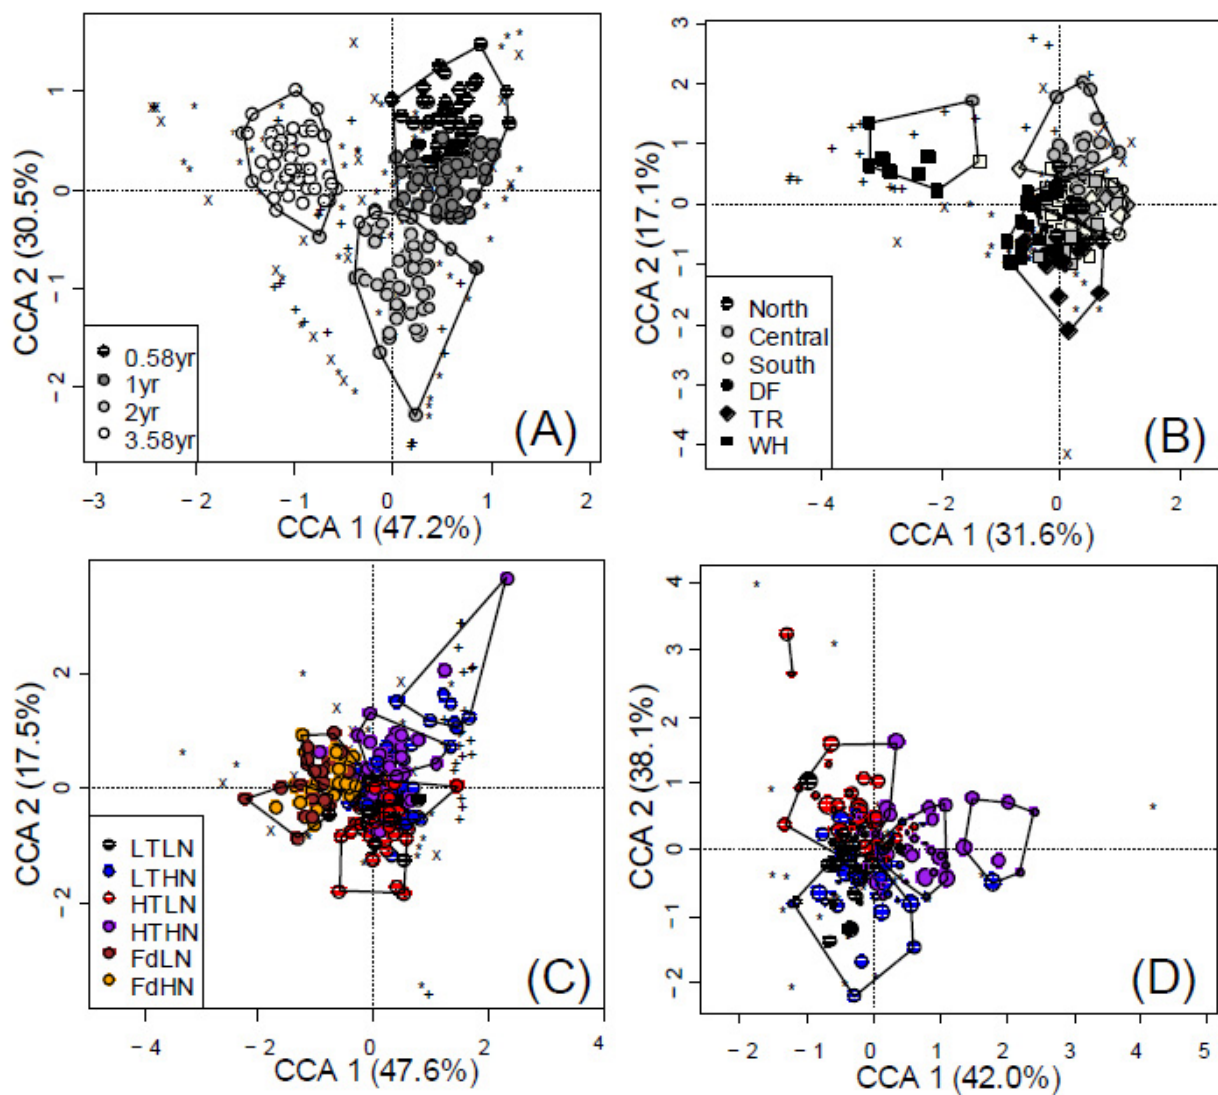 1
0
-1
-2
CCA 2 (30.5%)
0.58yr
1yr
2yr
3.58yr
(A)
-3 -2 -1 0 1 2
CCA 1 (47.2%)
3
2
1
0
-1
-2
-3
-4
CCA 2 (17.1%)
North
Central
South
DF
TR
WH
(B)
-4 -2 0 2
CCA 1 (31.6%)
2
0
-2
CCA 2 (17.5%)
LTLN
LTHN
HTLN
HTHN
FdLN
FdHN
(C)
-4 -2 0 2 4
CCA 1 (47.6%)
4
3
2
1
0
-1
-2
CCA 2 (38.1%)
(D)
-2 -1 0 1 2 3 4 5
CCA 1 (42.0%)